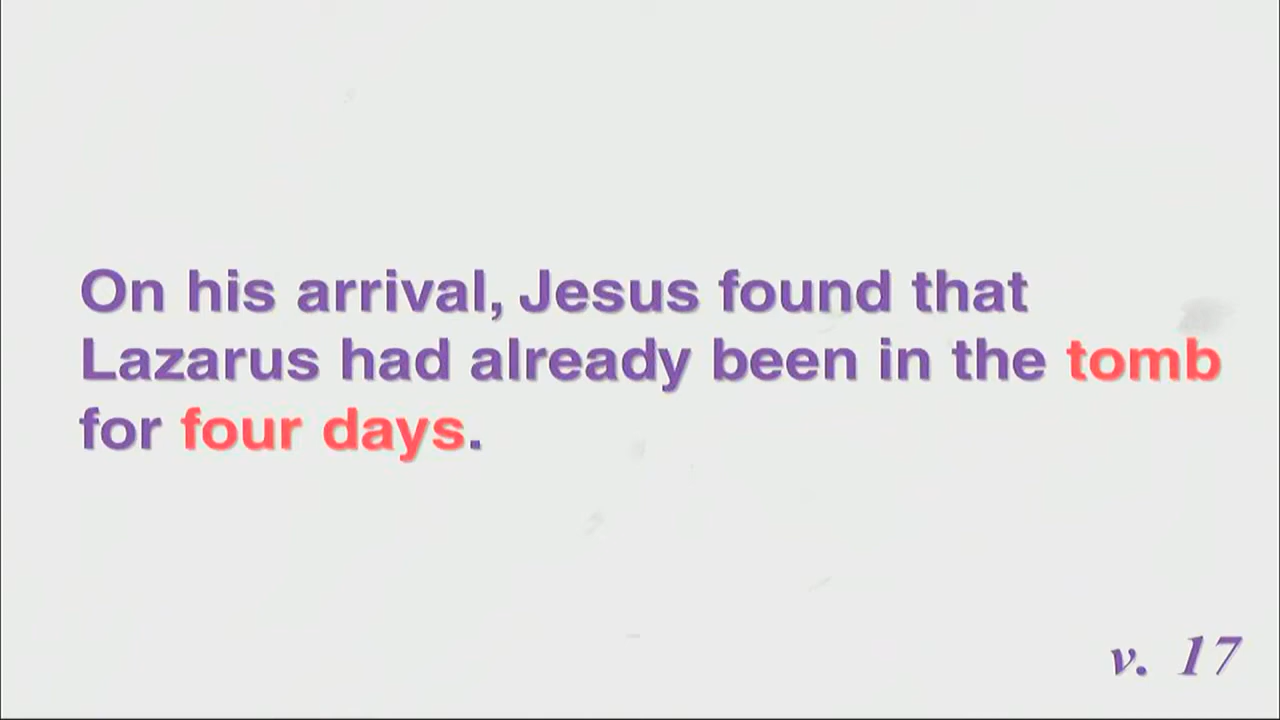 On his arrival, Jesus found that
Lazarus had already been in the tomb
for four days.
v. 17